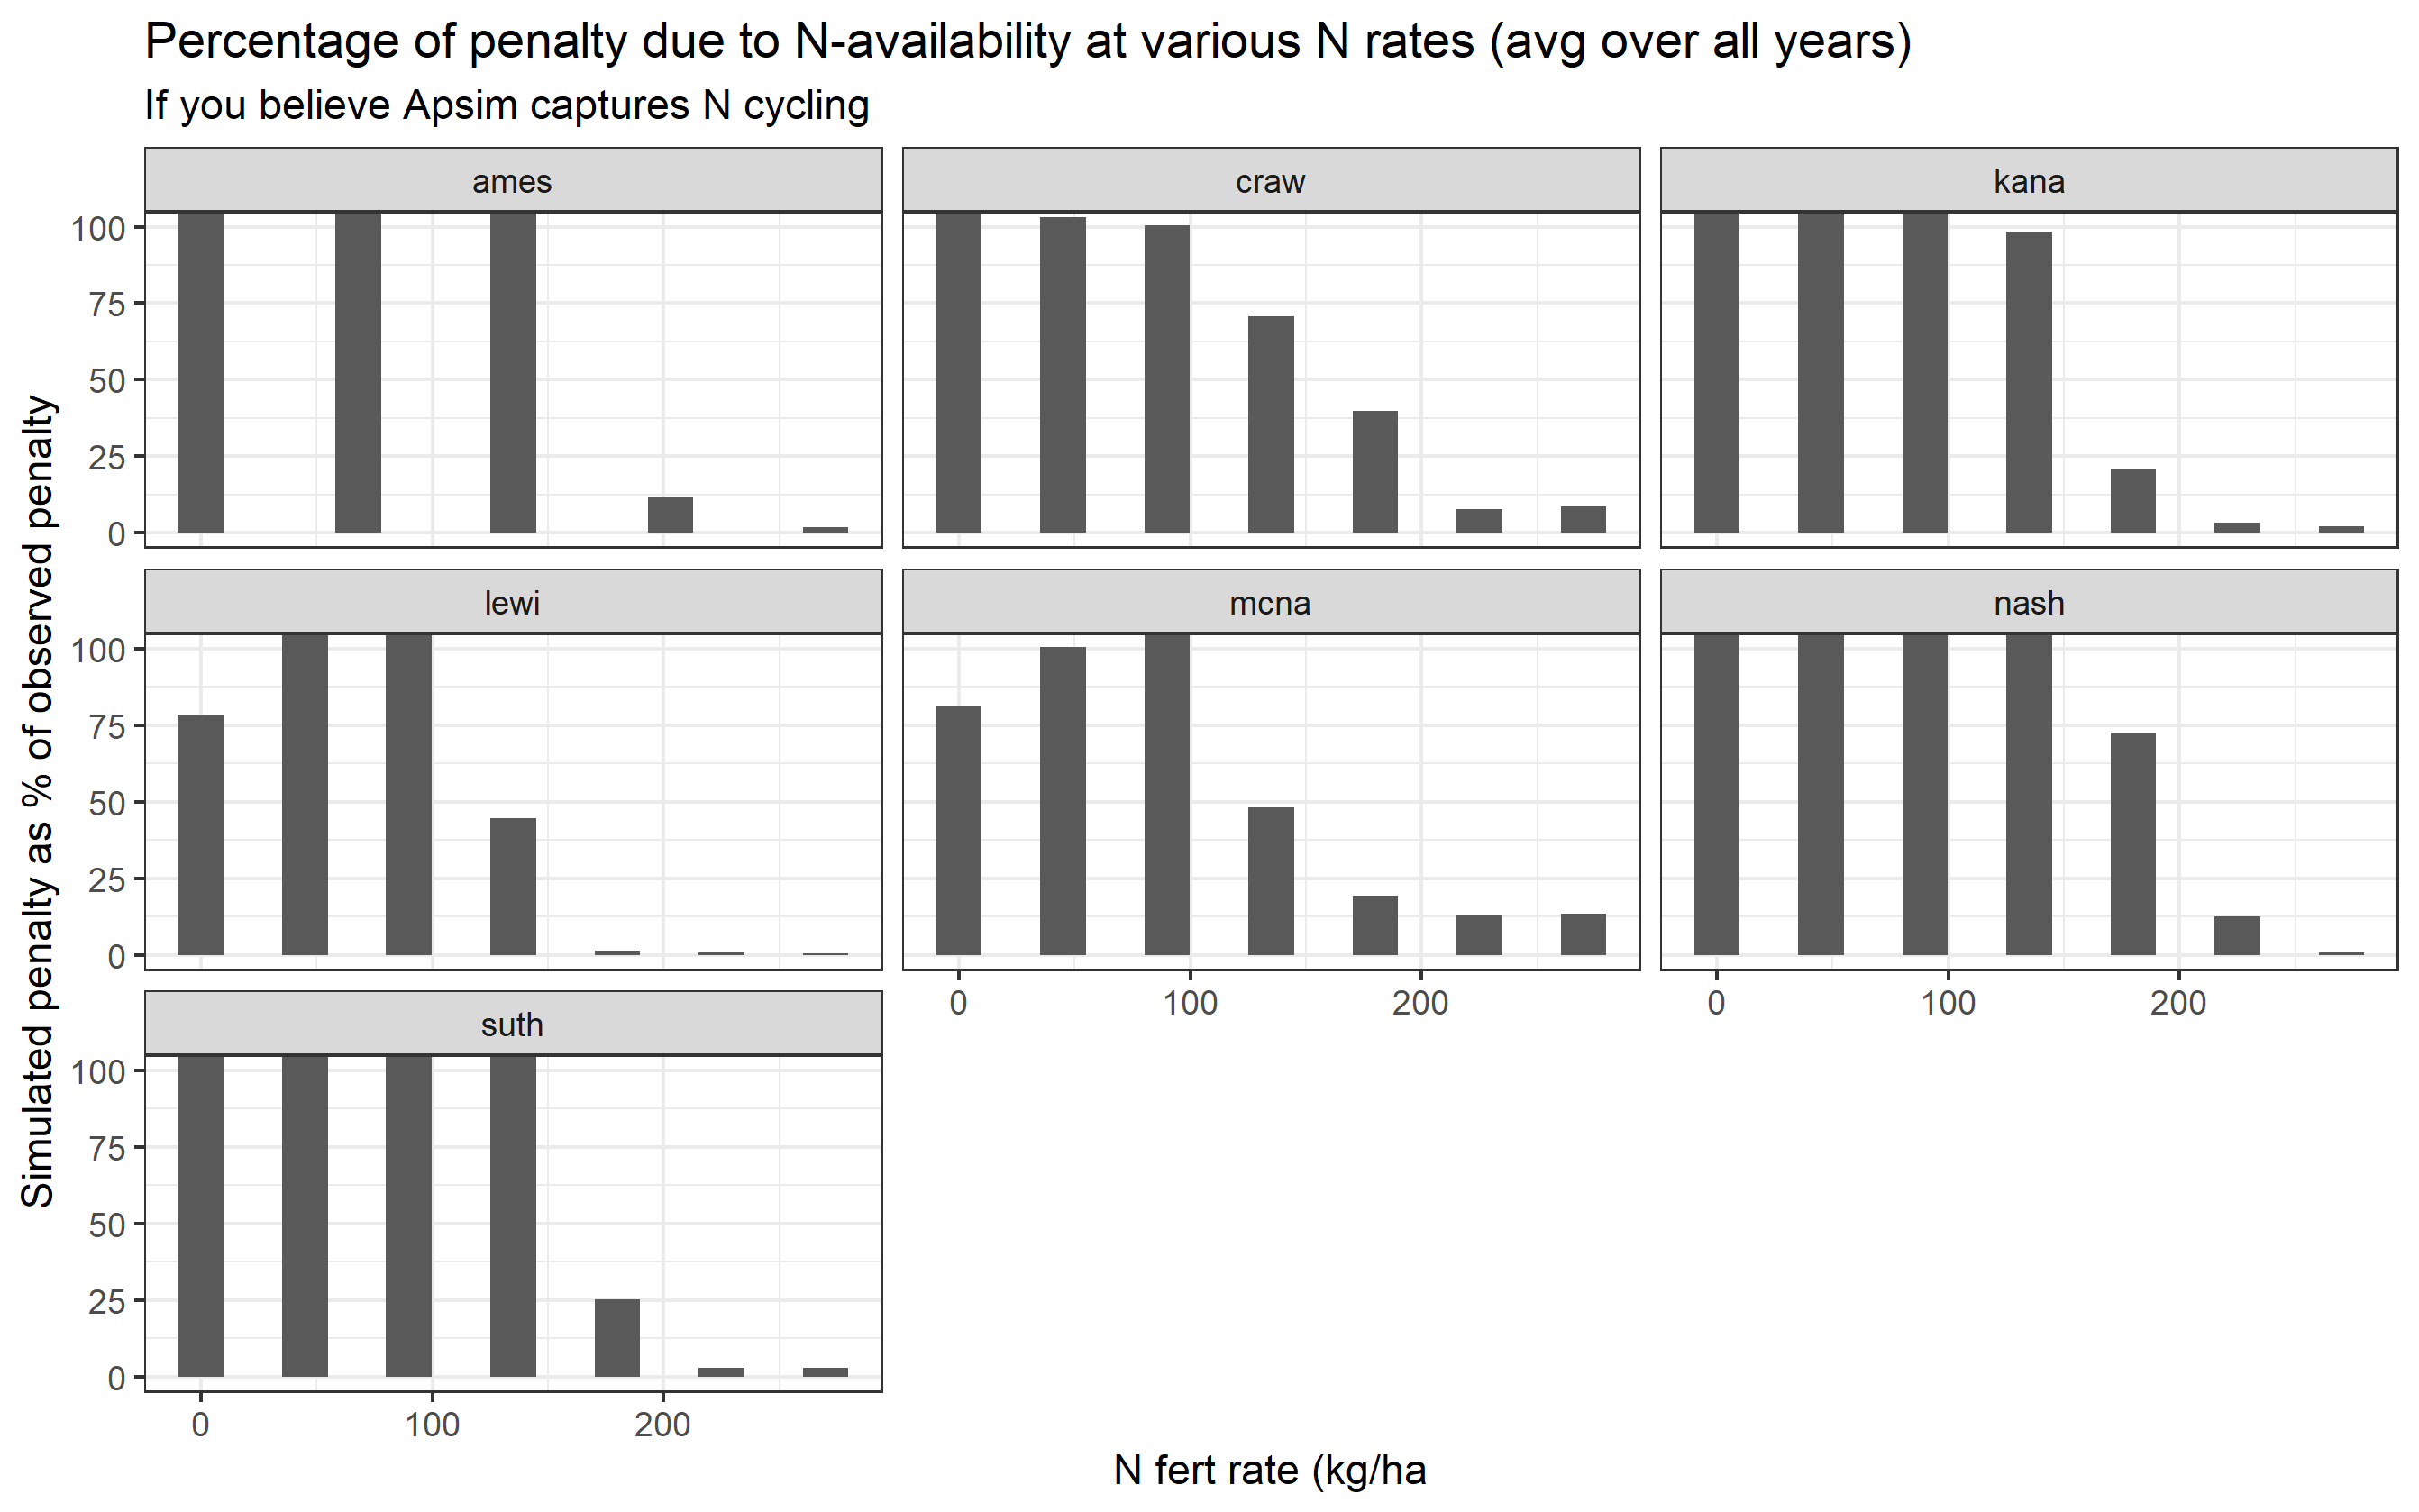 Percentage of penalty due to N-availability at various N rates (avg over all years)
If you believe Apsim captures N cycling
Simulated penalty as % of observed penalty
ames
craw
kana
100
75
50
25
0
lewi
mcna
nash
100
75
50
25
0
0
100
200
0
100
200
suth
100
75
50
25
0
0
100
200
N fert rate (kg/ha